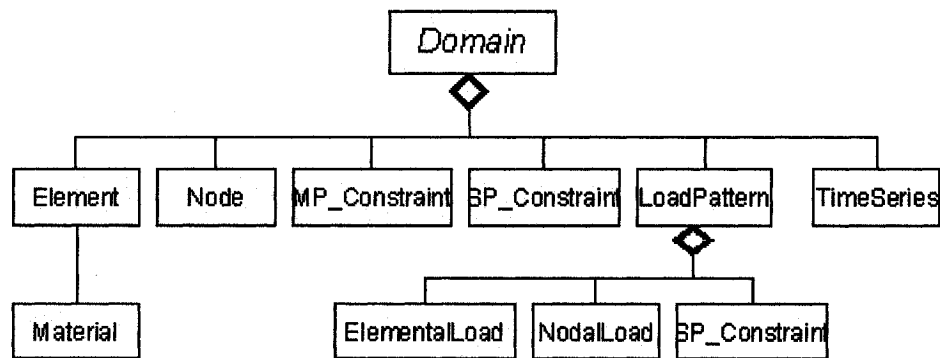 Domain
Element
Node
MP_Constraint
SP_Constraint
LoadPattern
TimeSeries
Material
ElementalLoad
NodalLoad
SP_Constraint